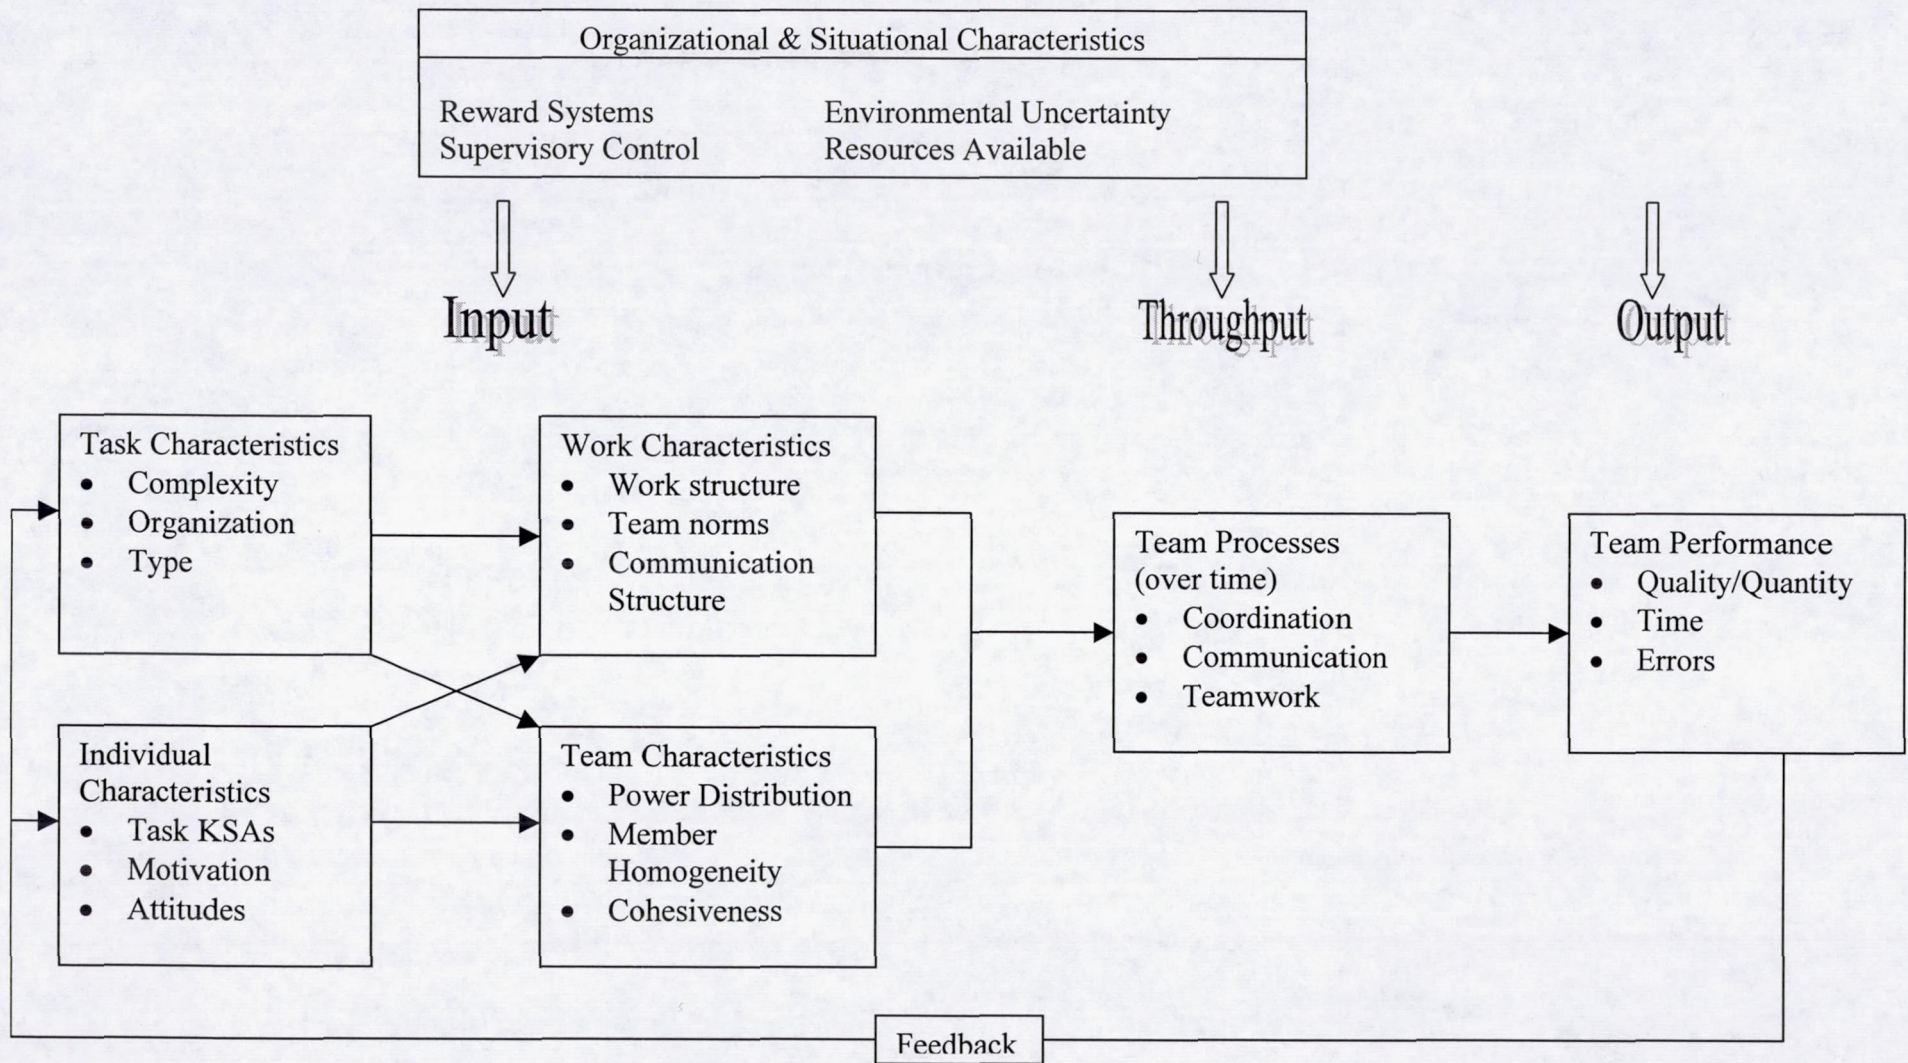 Organizational & Situational Characteristics
Reward Systems
Supervisory Control
Environmental Uncertainty
Resources Available
Input
Throughput
Output
Task Characteristics
• Complexity
• Organization
• Type
Individual
Characteristics
• Task KSAs
• Motivation
• Attitudes
Work Characteristics
• Work structure
• Team norms
• Communication
Structure
Team Characteristics
• Power Distribution
• Member
Homogeneity
• Cohesiveness
Team Processes
(over time)
• Coordination
• Communication
• Teamwork
Team Performance
• Quality/Quantity
• Time
• Errors
Feedback